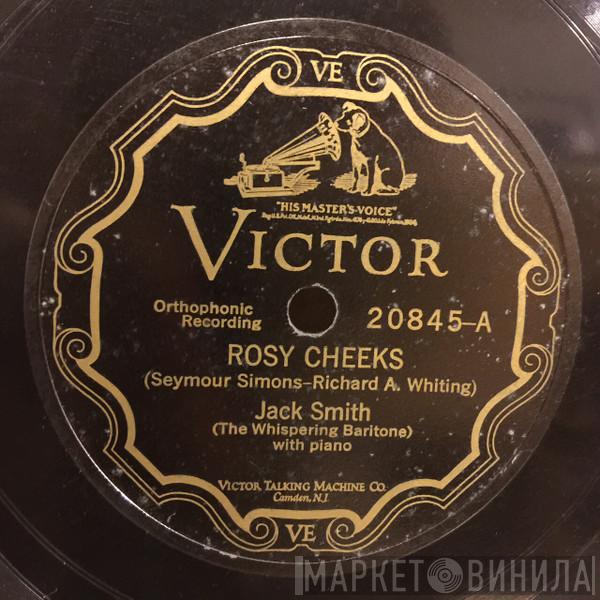 VE
"HIS MASTER'S-VOICE"
VICTOR
Orthophonic
Recording
20845-A
ROSY CHEEKS
(Seymour Simons-Richard A. Whiting)
Jack Smith
(The Whispering Baritone)
with piano
VICTOR TALKING MACHINE CO.
Camden, N.J.
VE
МАРКЕТ ВИНИЛА